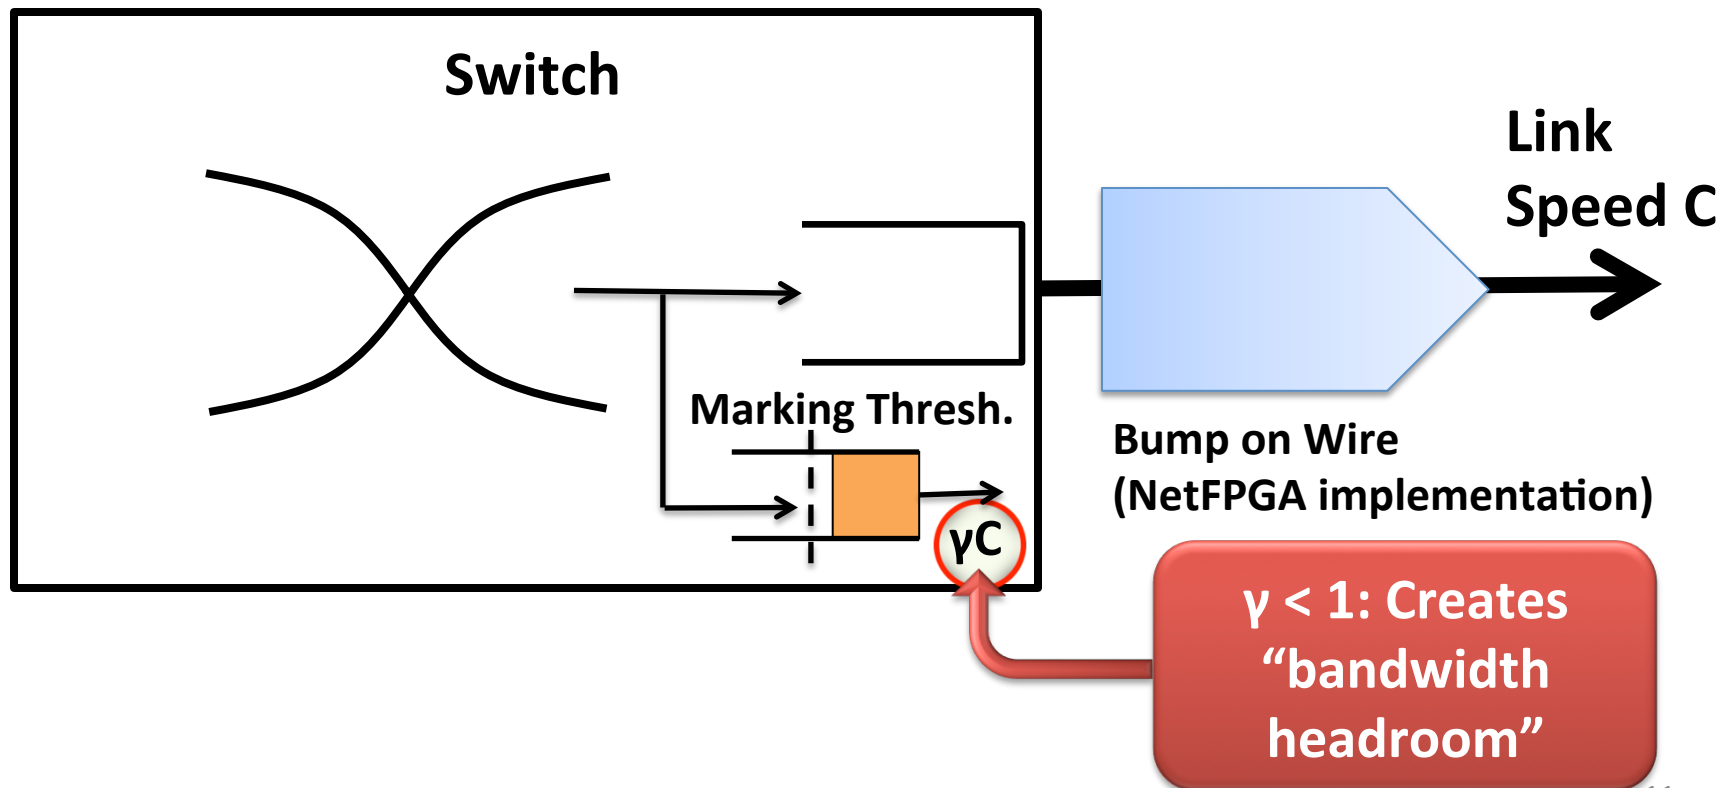 Switch
Link
Speed C
Marking Thresh.
Bump on Wire
(NetFPGA implementation)
γC
γ < 1: Creates
“bandwidth
headroom”